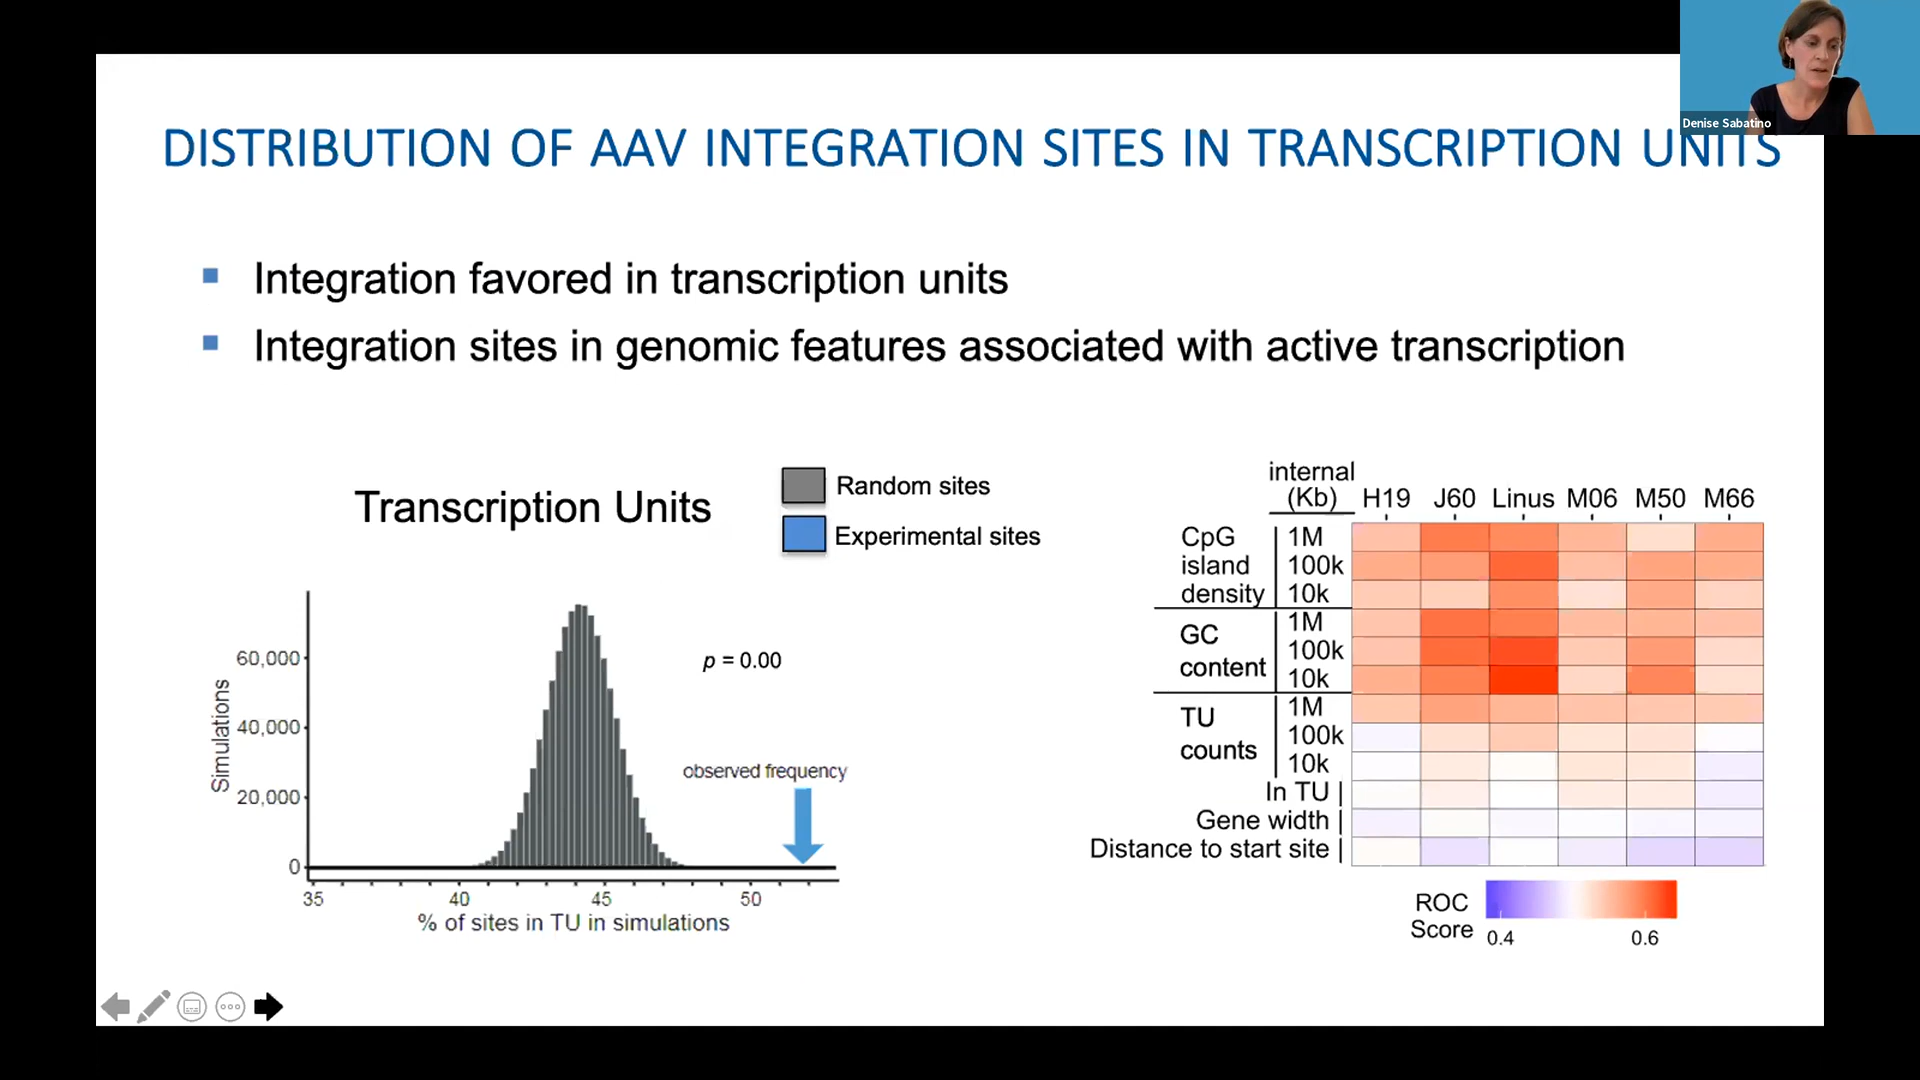 Denise Sabatino
DISTRIBUTION OF AAV INTEGRATION SITES IN TRANSCRIPTION UNITS
Integration favored in transcription units
Integration sites in genomic features associated with active transcription
Transcription Units
Random sites
Experimental sites
p = 0.00
observed frequency
Simulations
60,000
40,000
20,000
0
35 40 45 50
% of sites in TU in simulations
internal
(Kb) H19 J60 Linus M06 M50 M66
CpG island density
1M
100k
10k
GC content
1M
100k
10k
TU counts
1M
100k
10k
In TU
Gene width
Distance to start site
ROC Score
0.4 0.6